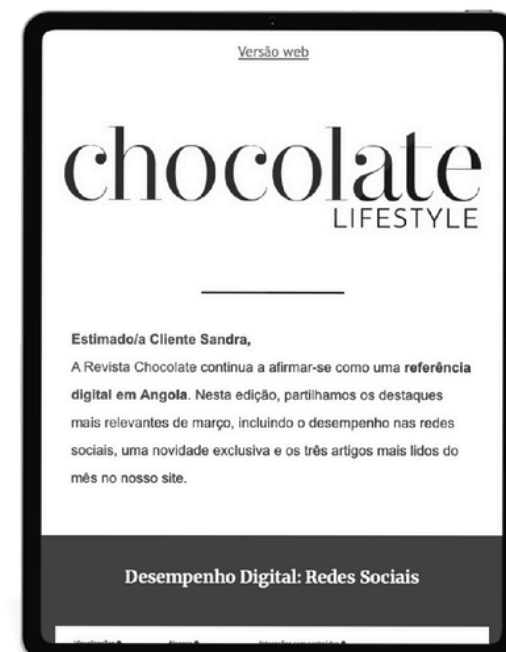 Versão web
chocolate
LIFESTYLE
Estimado/a Cliente Sandra,
A Revista Chocolate continua a afirmar-se como uma referência
digital em Angola. Nesta edição, partilhamos os destaques
mais relevantes de março, incluindo o desempenho nas redes
sociais, uma novidade exclusiva e os três artigos mais lidos do
mês no nosso site.
Desempenho Digital: Redes Sociais